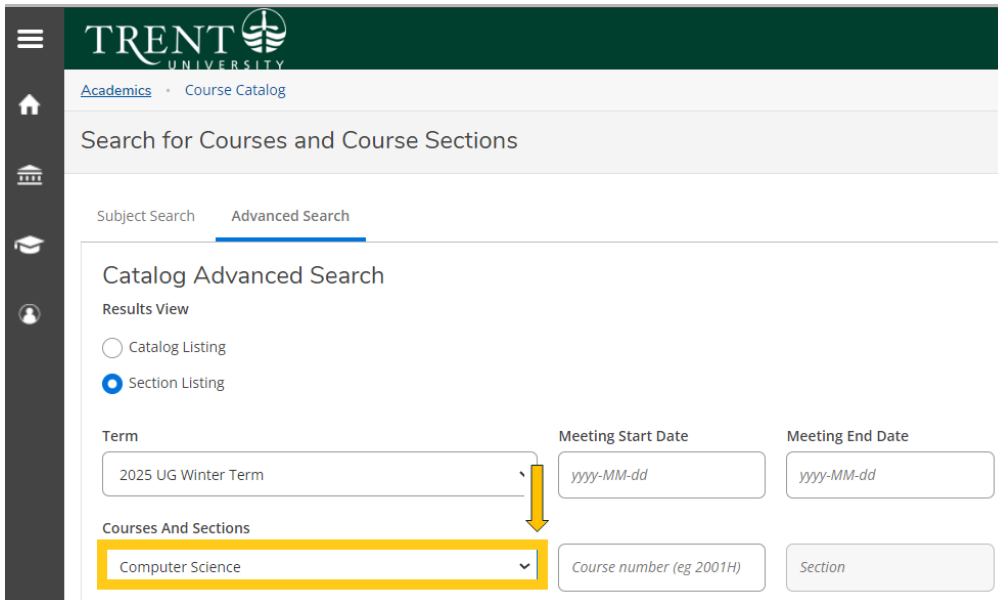 TRENT
UNIVERSITY
Academics • Course Catalog
Search for Courses and Course Sections
Subject Search Advanced Search
Catalog Advanced Search
Results View
Catalog Listing
Section Listing
Term Meeting Start Date Meeting End Date
2025 UG Winter Term yyyy-MM-dd yyyy-MM-dd
Courses And Sections
Computer Science Course number (eg 2001H) Section